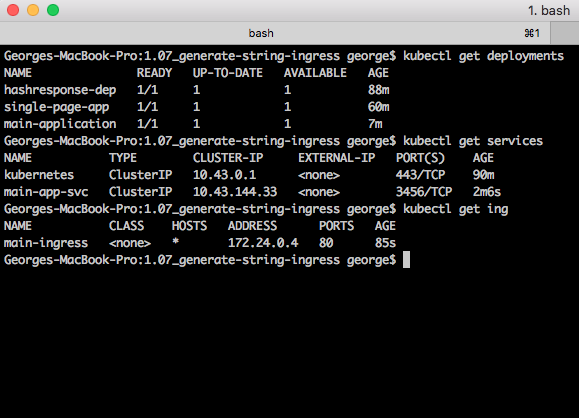 1. bash
bash ⌘1
Georges-MacBook-Pro:1.07_generate-string-ingress george$ kubectl get deployments
NAME READY UP-TO-DATE AVAILABLE AGE
hashresponse-dep 1/1 1 1 88m
single-page-app 1/1 1 1 60m
main-application 1/1 1 1 7m
Georges-MacBook-Pro:1.07_generate-string-ingress george$ kubectl get services
NAME TYPE CLUSTER-IP EXTERNAL-IP PORT(S) AGE
kubernetes ClusterIP 10.43.0.1 <none> 443/TCP 90m
main-app-svc ClusterIP 10.43.144.33 <none> 3456/TCP 2m6s
Georges-MacBook-Pro:1.07_generate-string-ingress george$ kubectl get ing
NAME CLASS HOSTS ADDRESS PORTS AGE
main-ingress <none> * 172.24.0.4 80 85s
Georges-MacBook-Pro:1.07_generate-string-ingress george$